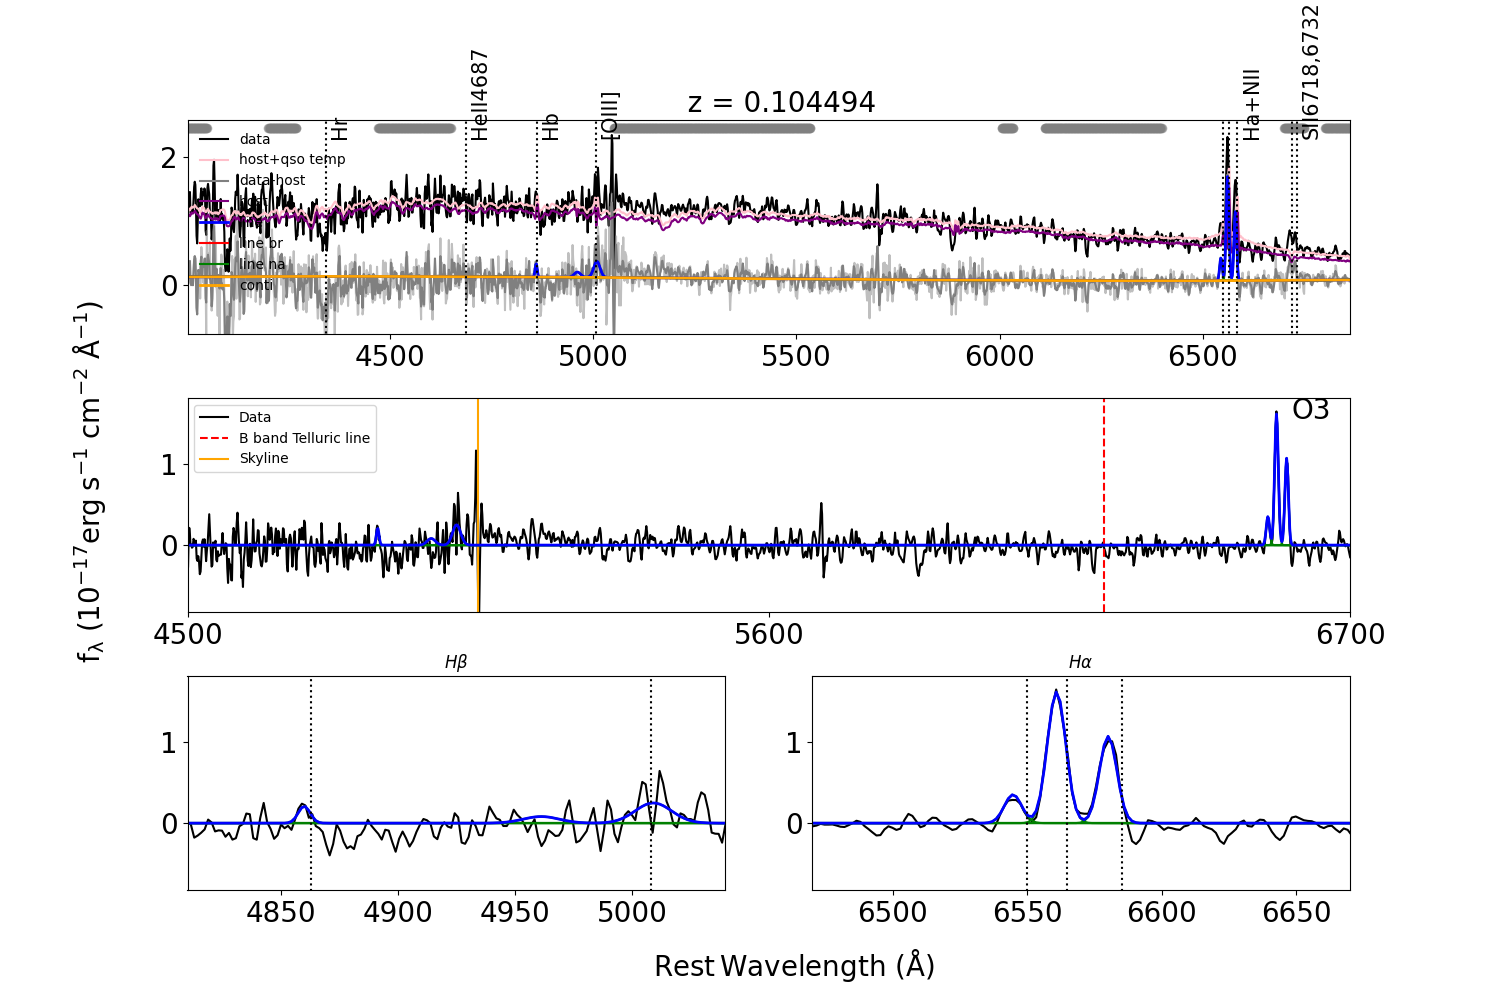 z = 0.104494
Hr
HeII4687
Hb
[OIII]
Ha+NII
SII6718,6732
data
host+qso temp
data-host
line br
line na
conti
2
0
4500 5000 5500 6000 6500
f_λ (10⁻¹⁷erg s⁻¹ cm⁻² Å⁻¹)
Data
B band Telluric line
Skyline
O3
1
0
4500 5600 6700
Hβ
1
0
4850 4900 4950 5000
Hα
1
0
6500 6550 6600 6650
Rest Wavelength (Å)